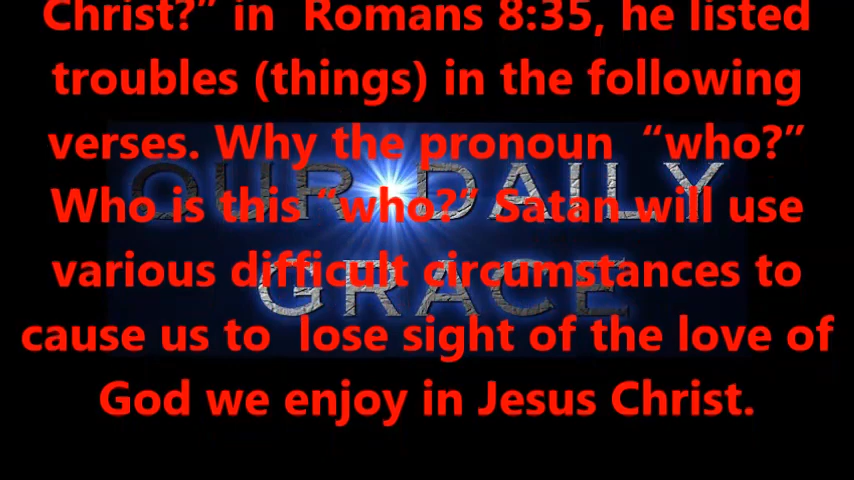 Christ?” in  Romans 8:35, he listed
troubles (things) in the following
verses. Why the pronoun  “who?”
Who is this “who?” Satan will use
various difficult circumstances to
cause us to  lose sight of the love of
God we enjoy in Jesus Christ.
OUR DAILY
GRACE